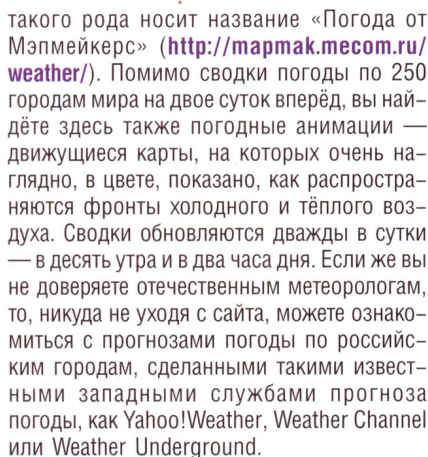 такого рода носит название «Погода от
Мэпмейкерс» (http://mapmak.mecom.ru/
weather/). Помимо сводки погоды по 250
городам мира на двое суток вперёд, вы най-
дёте здесь также погодные анимации —
движущиеся карты, на которых очень на-
глядно, в цвете, показано, как распростра-
няются фронты холодного и тёплого воз-
духа. Сводки обновляются дважды в сутки
— в десять утра и в два часа дня. Если же вы
не доверяете отечественным метеорологам,
то, никуда не уходя с сайта, можете ознако-
миться с прогнозами погоды по российс-
ким городам, сделанными такими извест-
ными западными службами прогноза
погоды, как Yahoo!Weather, Weather Channel
или Weather Underground.